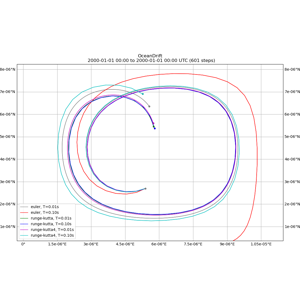 OceanDrift
2000-01-01 00:00 to 2000-01-01 00:00 UTC (601 steps)
8e-06°N
7e-06°N
6e-06°N
5e-06°N
4e-06°N
3e-06°N
2e-06°N
1e-06°N
euler, T=0.01s
euler, T=0.10s
runge-kutta, T=0.01s
runge-kutta, T=0.10s
runge-kutta4, T=0.01s
runge-kutta4, T=0.10s
0°
1.5e-06°E
3e-06°E
4.5e-06°E
6e-06°E
7.5e-06°E
9e-06°E
1.05e-05°E